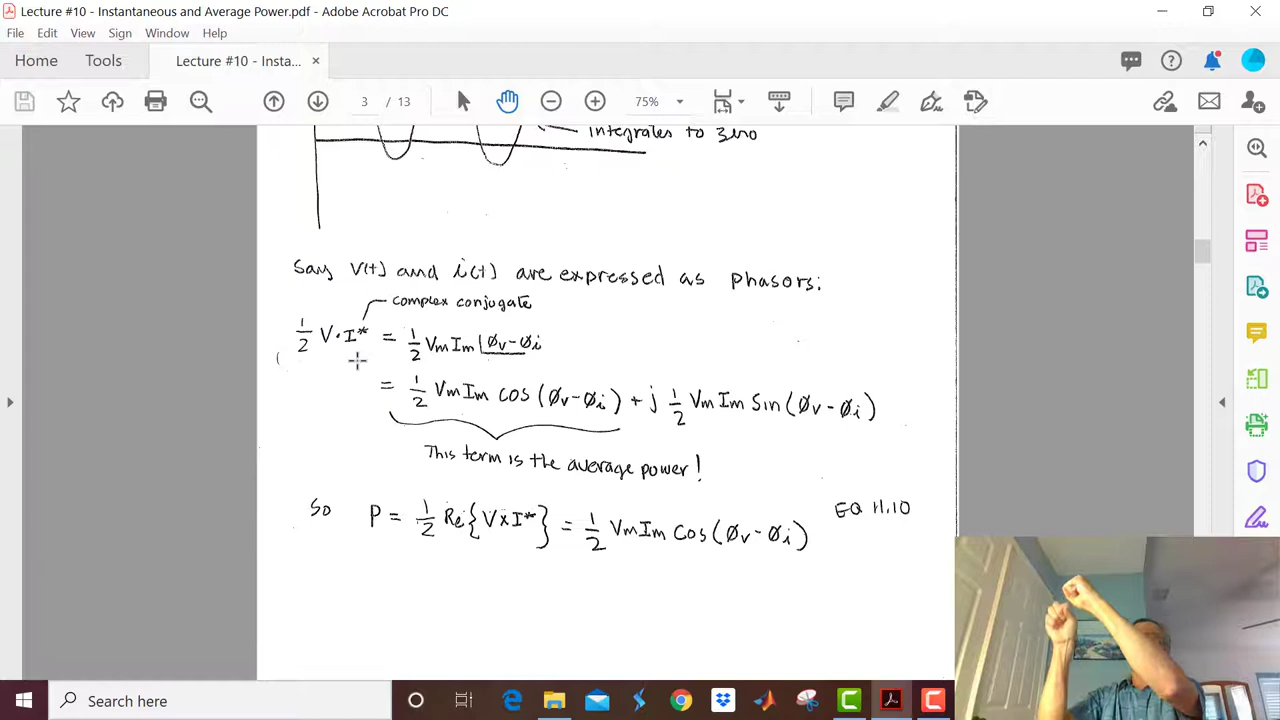 Lecture #10 - Instantaneous and Average Power.pdf - Adobe Acrobat Pro DC
File Edit View Sign Window Help
Home Tools Lecture #10 - Insta... ×
3 / 13 75%
integrates to zero
Say v(t) and i(t) are expressed as phasors:
complex conjugate
1/2 V·I* = 1/2 VmIm ∠Øv-Øi
= 1/2 VmIm cos(Øv-Øi) + j 1/2 VmIm Sin(Øv-Øi)
This term is the average power!
So P = 1/2 Re{V×I*} = 1/2 VmIm Cos(Øv-Øi) EQ 11.10
Search here